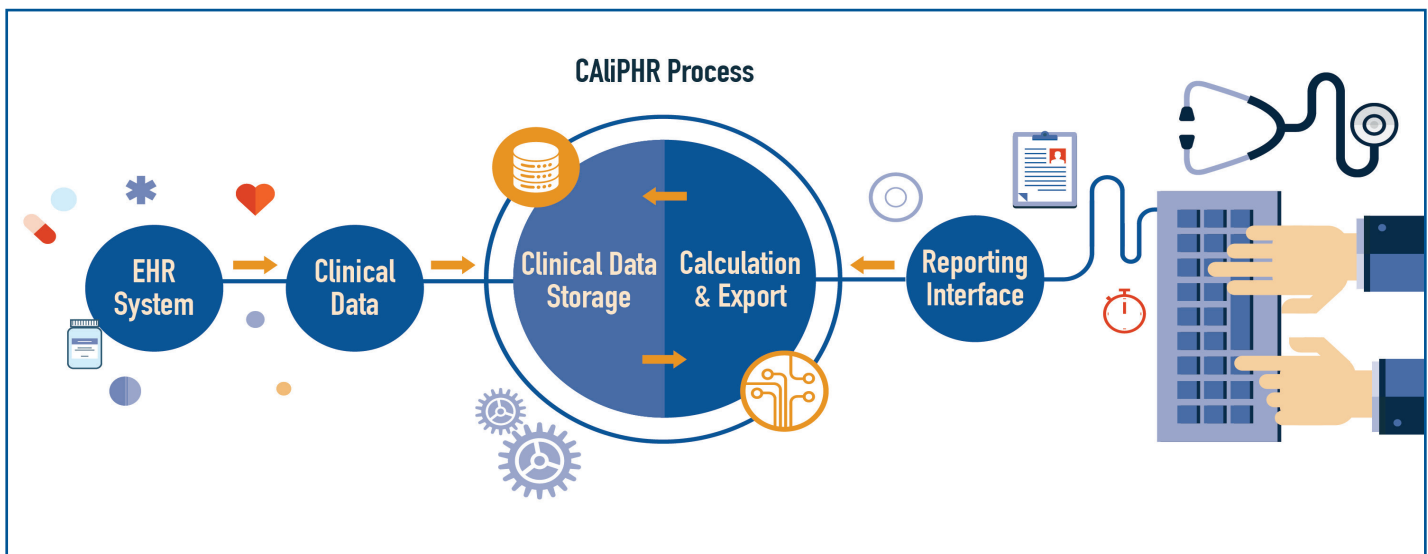 CAliPHR Process
EHR
System
Clinical
Data
Clinical Data
Storage
Calculation
& Export
Reporting
Interface